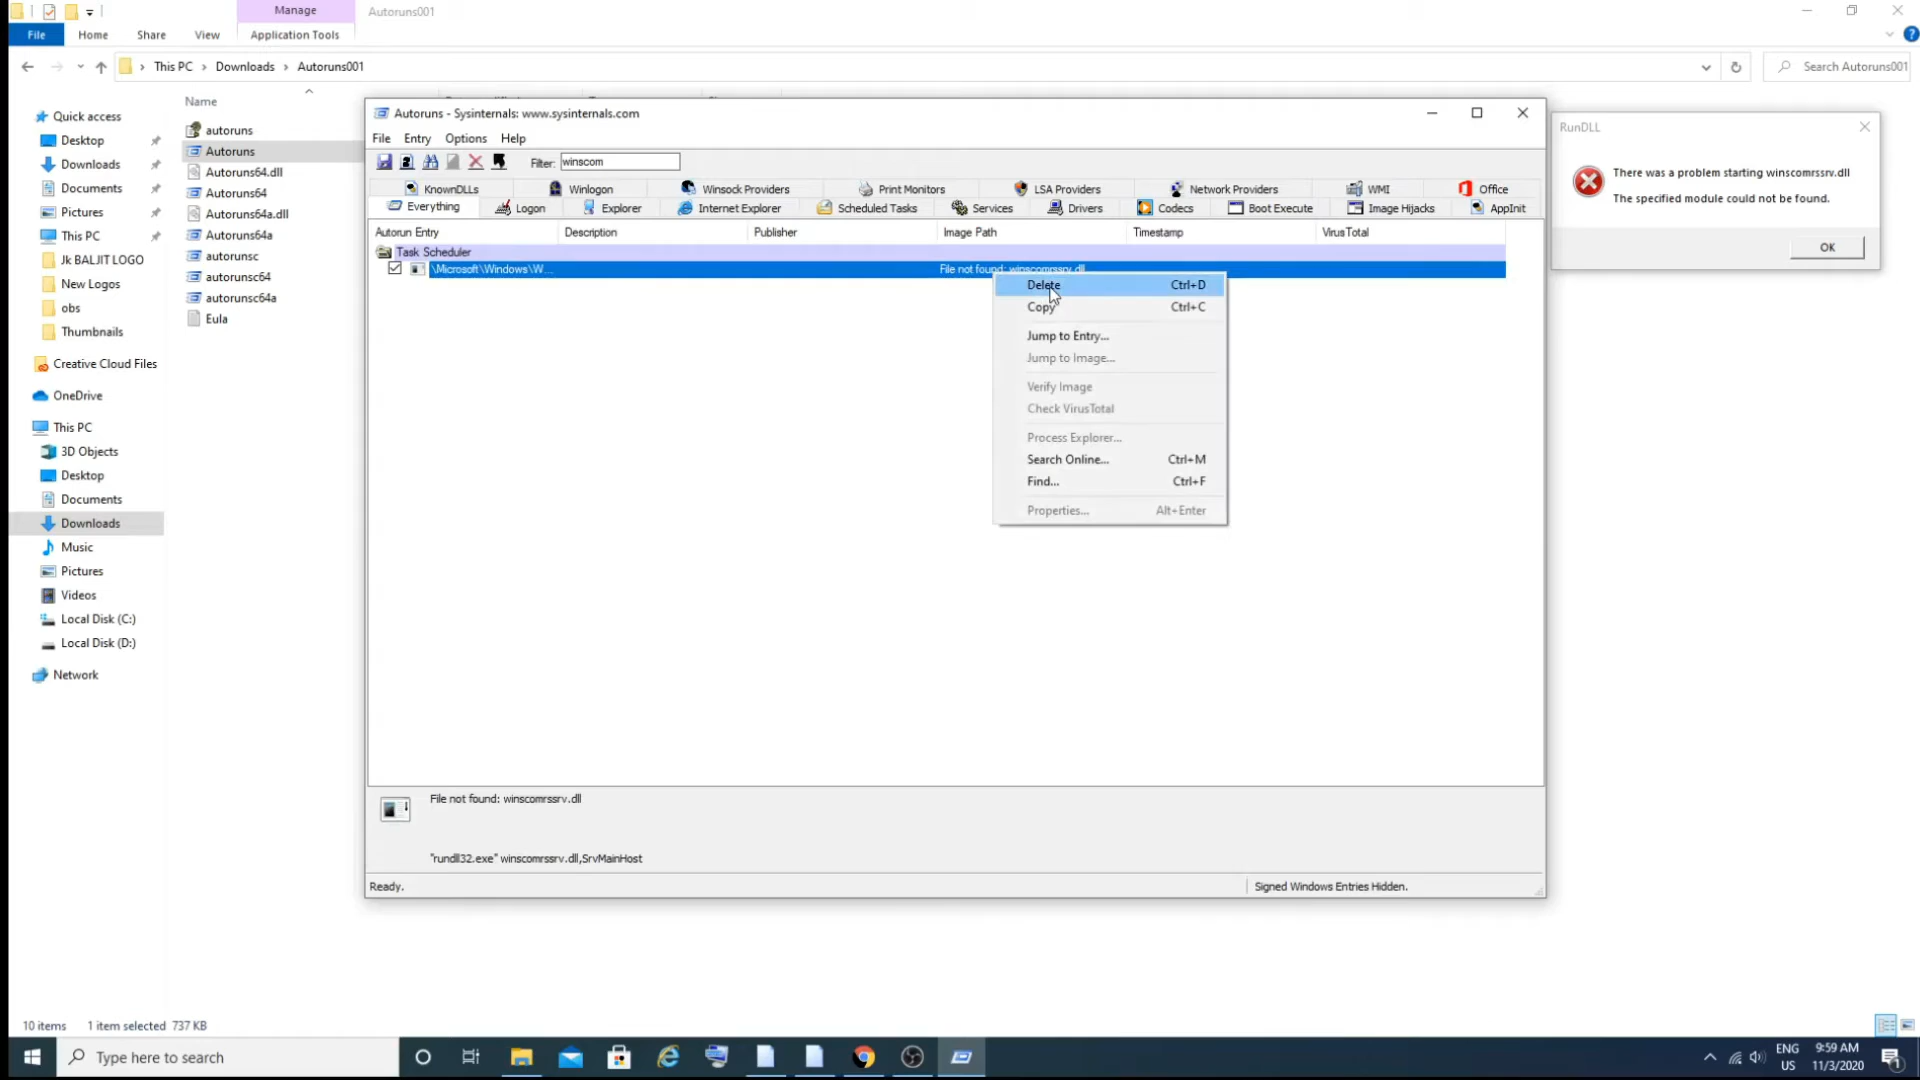 Manage
Autoruns001
File
Home
Share
View
Application Tools
This PC
Downloads
Autoruns001
Search Autoruns001
Quick access
Desktop
Downloads
Documents
Pictures
This PC
Jk BALJIT LOGO
New Logos
obs
Thumbnails
Creative Cloud Files
OneDrive
This PC
3D Objects
Desktop
Documents
Downloads
Music
Pictures
Videos
Local Disk (C:)
Local Disk (D:)
Network
Name
autoruns
Autoruns
Autoruns64.dll
Autoruns64
Autoruns64a.dll
Autoruns64a
autorunsc
autorunsc64
autorunsc64a
Eula
Autoruns - Sysinternals: www.sysinternals.com
File
Entry
Options
Help
Filter:
winscom
KnownDLLs
Winlogon
Winsock Providers
Print Monitors
LSA Providers
Network Providers
WMI
Office
Everything
Logon
Explorer
Internet Explorer
Scheduled Tasks
Services
Drivers
Codecs
Boot Execute
Image Hijacks
AppInit
Autorun Entry
Description
Publisher
Image Path
Timestamp
VirusTotal
Task Scheduler
\Microsoft\Windows\W...
File not found: winscomrssrv.dll
Delete Ctrl+D
Copy Ctrl+C
Jump to Entry...
Jump to Image...
Verify Image
Check VirusTotal
Process Explorer...
Search Online... Ctrl+M
Find... Ctrl+F
Properties... Alt+Enter
File not found: winscomrssrv.dll
"rundll32.exe" winscomrssrv.dll,SrvMainHost
Ready.
Signed Windows Entries Hidden.
RunDLL
There was a problem starting winscomrssrv.dll
The specified module could not be found.
OK
10 items
1 item selected 737 KB
Type here to search
ENG
US
9:59 AM
11/3/2020
1